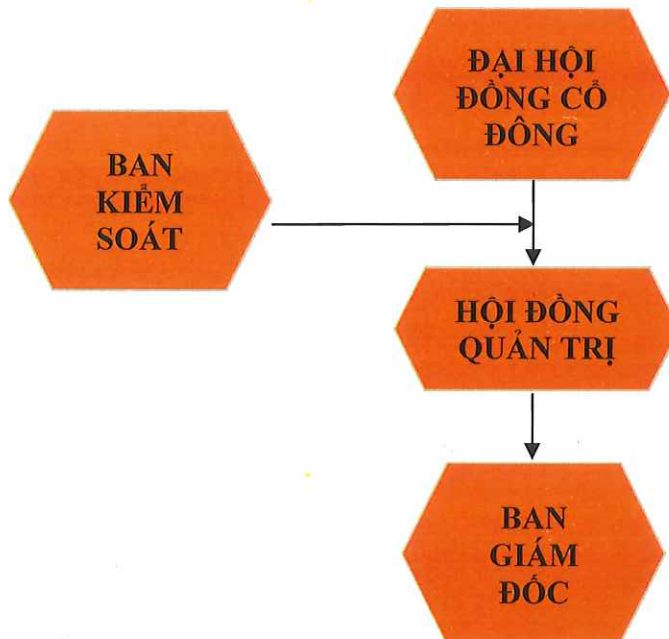 ĐẠI HỘI
ĐỒNG CỔ
ĐÔNG
BAN
KIỂM
SOÁT
HỘI ĐỒNG
QUẢN TRỊ
BAN
GIÁM
ĐỐC